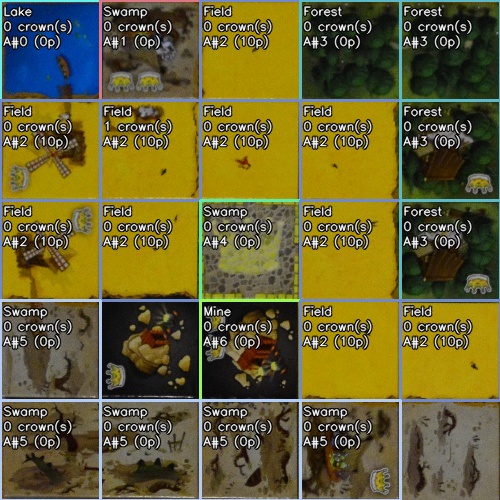 Lake
0 crown(s)
A#0 (0p)
Swamp
0 crown(s)
A#1 (0p)
Field
0 crown(s)
A#2 (10p)
Forest
0 crown(s)
A#3 (0p)
Forest
0 crown(s)
A#3 (0p)
Field
0 crown(s)
A#2 (10p)
Field
1 crown(s)
A#2 (10p)
Field
0 crown(s)
A#2 (10p)
Field
0 crown(s)
A#2 (10p)
Forest
0 crown(s)
A#3 (0p)
Field
0 crown(s)
A#2 (10p)
Field
0 crown(s)
A#2 (10p)
Swamp
0 crown(s)
A#4 (0p)
Field
0 crown(s)
A#2 (10p)
Forest
0 crown(s)
A#3 (0p)
Swamp
0 crown(s)
A#5 (0p)
Mine
0 crown(s)
A#6 (0p)
Field
0 crown(s)
A#2 (10p)
Field
0 crown(s)
A#2 (10p)
Swamp
0 crown(s)
A#5 (0p)
Swamp
0 crown(s)
A#5 (0p)
Swamp
0 crown(s)
A#5 (0p)
Swamp
0 crown(s)
A#5 (0p)